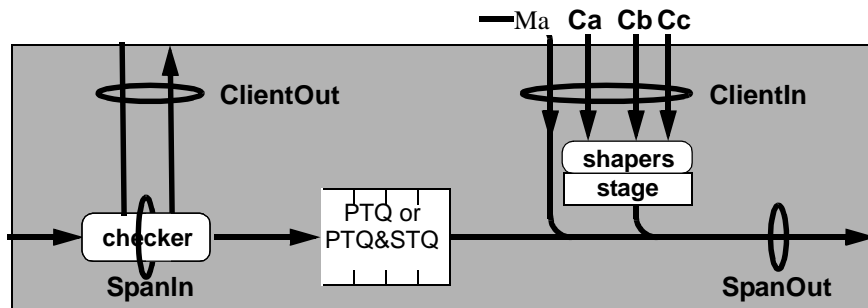 Ma Ca Cb Cc
ClientOut
ClientIn
shapers
stage
checker
PTQ or
PTQ&STQ
SpanIn
SpanOut